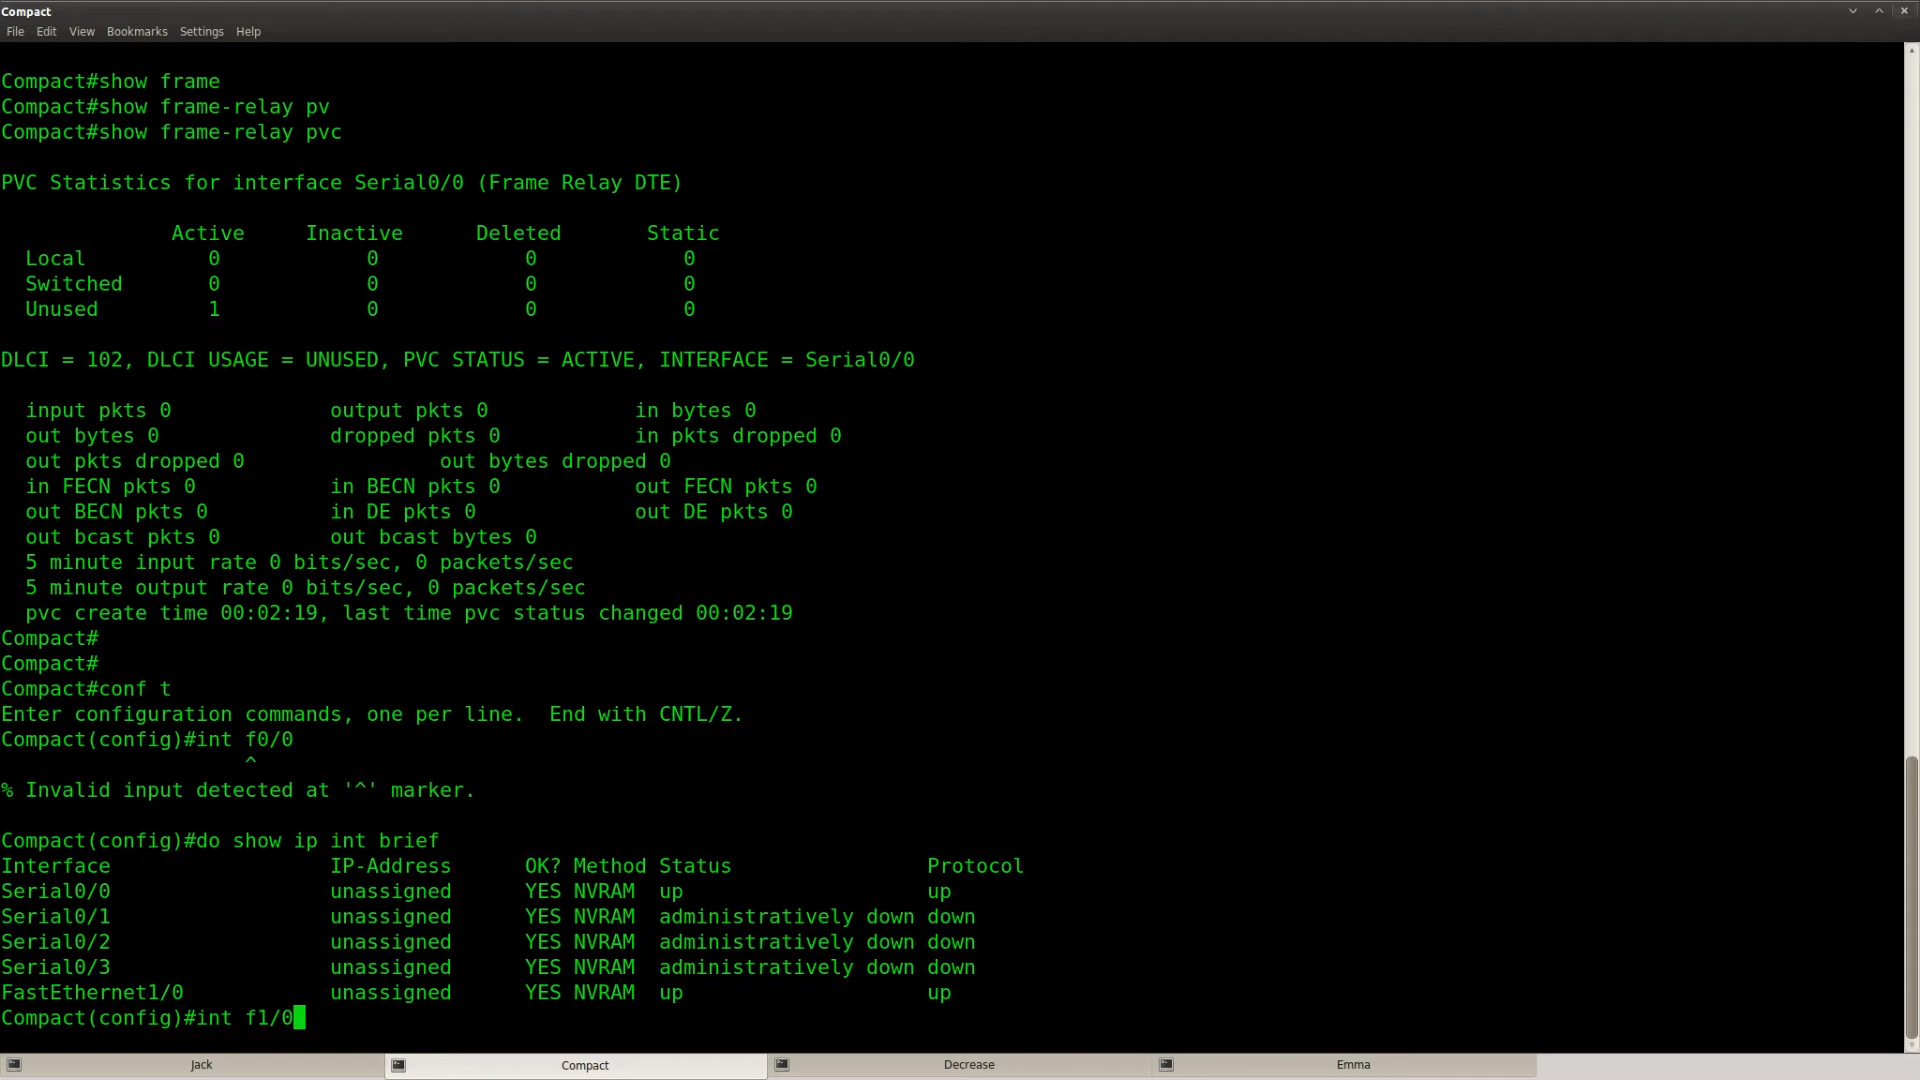 Compact
File Edit View Bookmarks Settings Help
Compact#show frame
Compact#show frame-relay pv
Compact#show frame-relay pvc
PVC Statistics for interface Serial0/0 (Frame Relay DTE)
Active Inactive Deleted Static
Local 0 0 0 0
Switched 0 0 0 0
Unused 1 0 0 0
DLCI = 102, DLCI USAGE = UNUSED, PVC STATUS = ACTIVE, INTERFACE = Serial0/0
input pkts 0 output pkts 0 in bytes 0
out bytes 0 dropped pkts 0 in pkts dropped 0
out pkts dropped 0 out bytes dropped 0
in FECN pkts 0 in BECN pkts 0 out FECN pkts 0
out BECN pkts 0 in DE pkts 0 out DE pkts 0
out bcast pkts 0 out bcast bytes 0
5 minute input rate 0 bits/sec, 0 packets/sec
5 minute output rate 0 bits/sec, 0 packets/sec
pvc create time 00:02:19, last time pvc status changed 00:02:19
Compact#
Compact#
Compact#conf t
Enter configuration commands, one per line.  End with CNTL/Z.
Compact(config)#int f0/0
^
% Invalid input detected at '^' marker.
Compact(config)#do show ip int brief
Interface IP-Address OK? Method Status Protocol
Serial0/0 unassigned YES NVRAM up up
Serial0/1 unassigned YES NVRAM administratively down down
Serial0/2 unassigned YES NVRAM administratively down down
Serial0/3 unassigned YES NVRAM administratively down down
FastEthernet1/0 unassigned YES NVRAM up up
Compact(config)#int f1/0
Jack Compact Decrease Emma